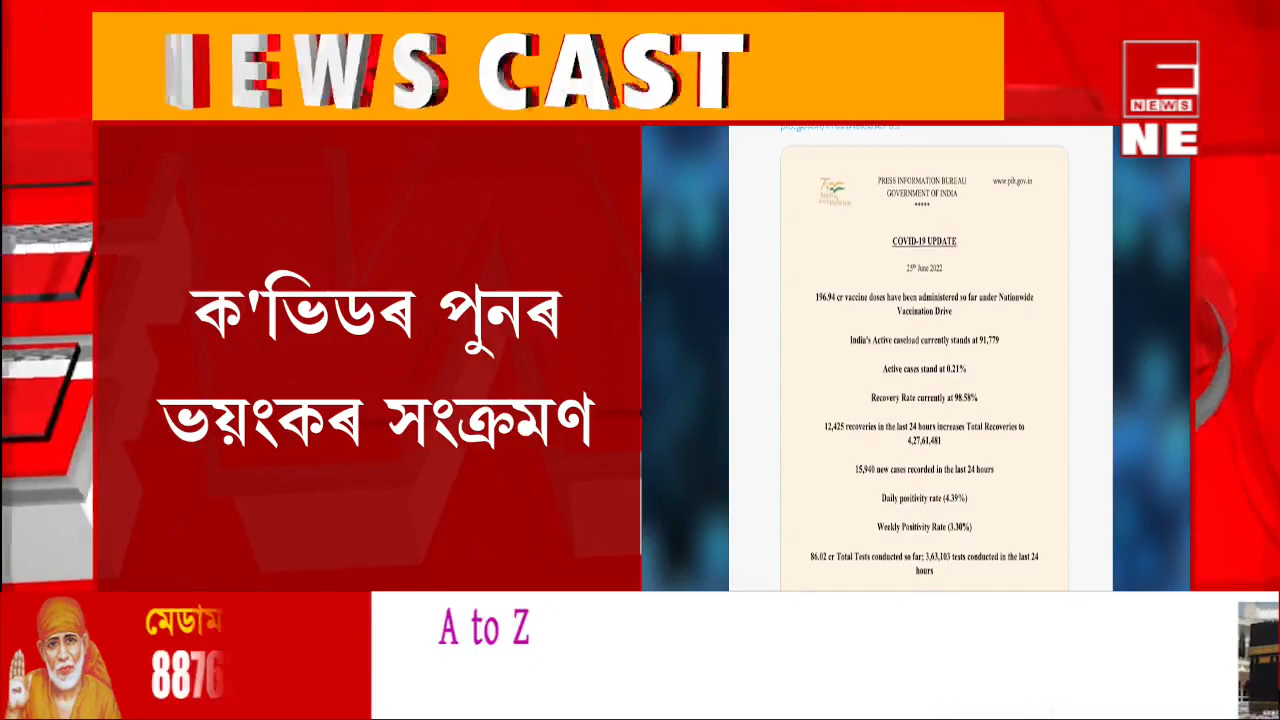 NEWS CAST
E
NEWS
NE
ক'ভিডৰ পুনৰ
ভয়ংকৰ সংক্ৰমণ
PRESS INFORMATION BUREAU
GOVERNMENT OF INDIA
*****
www.pib.gov.in
COVID-19 UPDATE
25th June 2022
196.94 cr vaccine doses have been administered so far under Nationwide
Vaccination Drive
India's Active caseload currently stands at 91,779
Active cases stand at 0.21%
Recovery Rate currently at 98.58%
12,425 recoveries in the last 24 hours increases Total Recoveries to
4,27,61,481
15,940 new cases recorded in the last 24 hours
Daily positivity rate (4.39%)
Weekly Positivity Rate (3.30%)
86.02 cr Total Tests conducted so far; 3,63,103 tests conducted in the last 24
hours
মেডাম
8876
A to Z